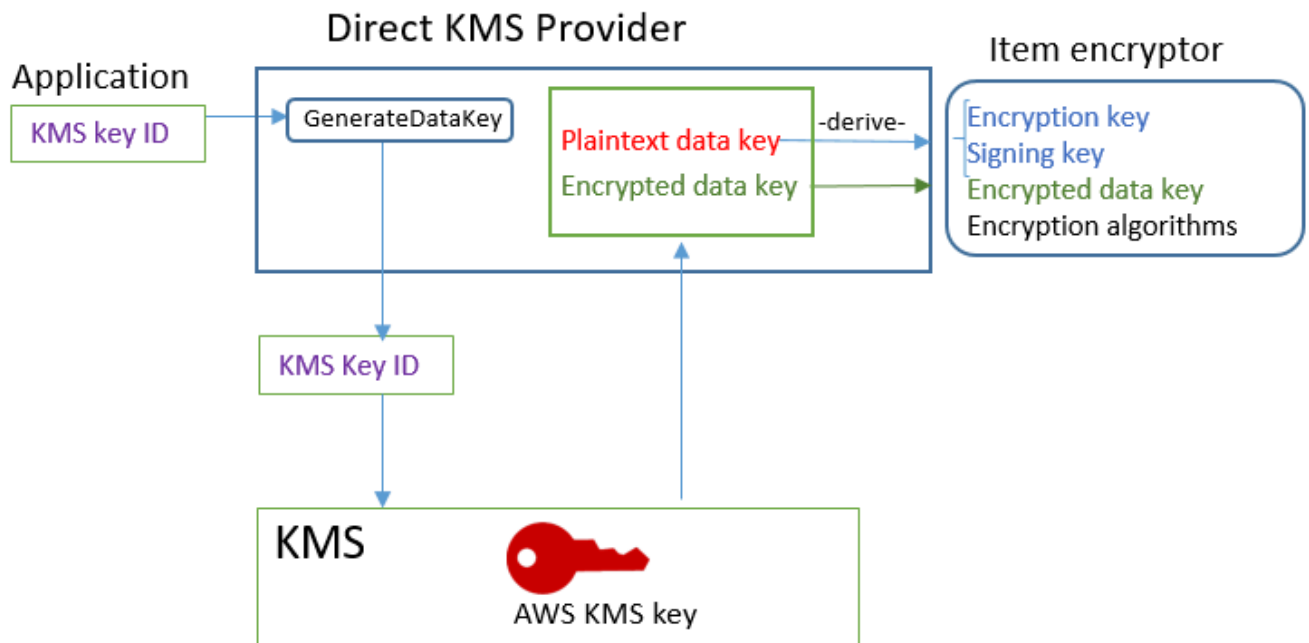 Direct KMS Provider
Item encryptor
Application
KMS key ID
GenerateDataKey
Plaintext data key
-derive-
Encrypted data key
Encryption key
Signing key
Encrypted data key
Encryption algorithms
KMS Key ID
KMS
AWS KMS key